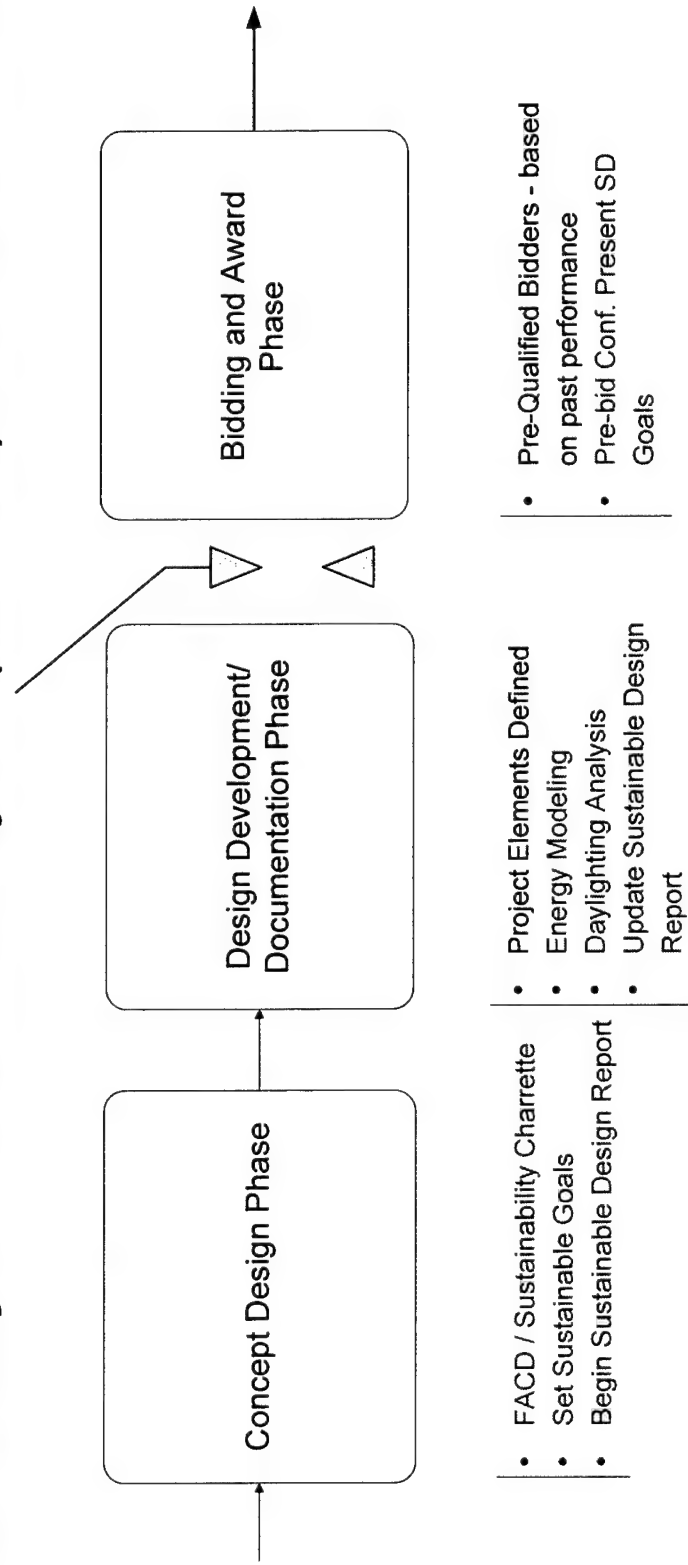 Concept Design Phase
FACD / Sustainability Charrette
Set Sustainable Goals
Begin Sustainable Design Report
Design Development/
Documentation Phase
Project Elements Defined
Energy Modeling
Daylighting Analysis
Update Sustainable Design
Report
Bidding and Award
Phase
Pre-Qualified Bidders - based
on past performance
Pre-bid Conf. Present SD
Goals